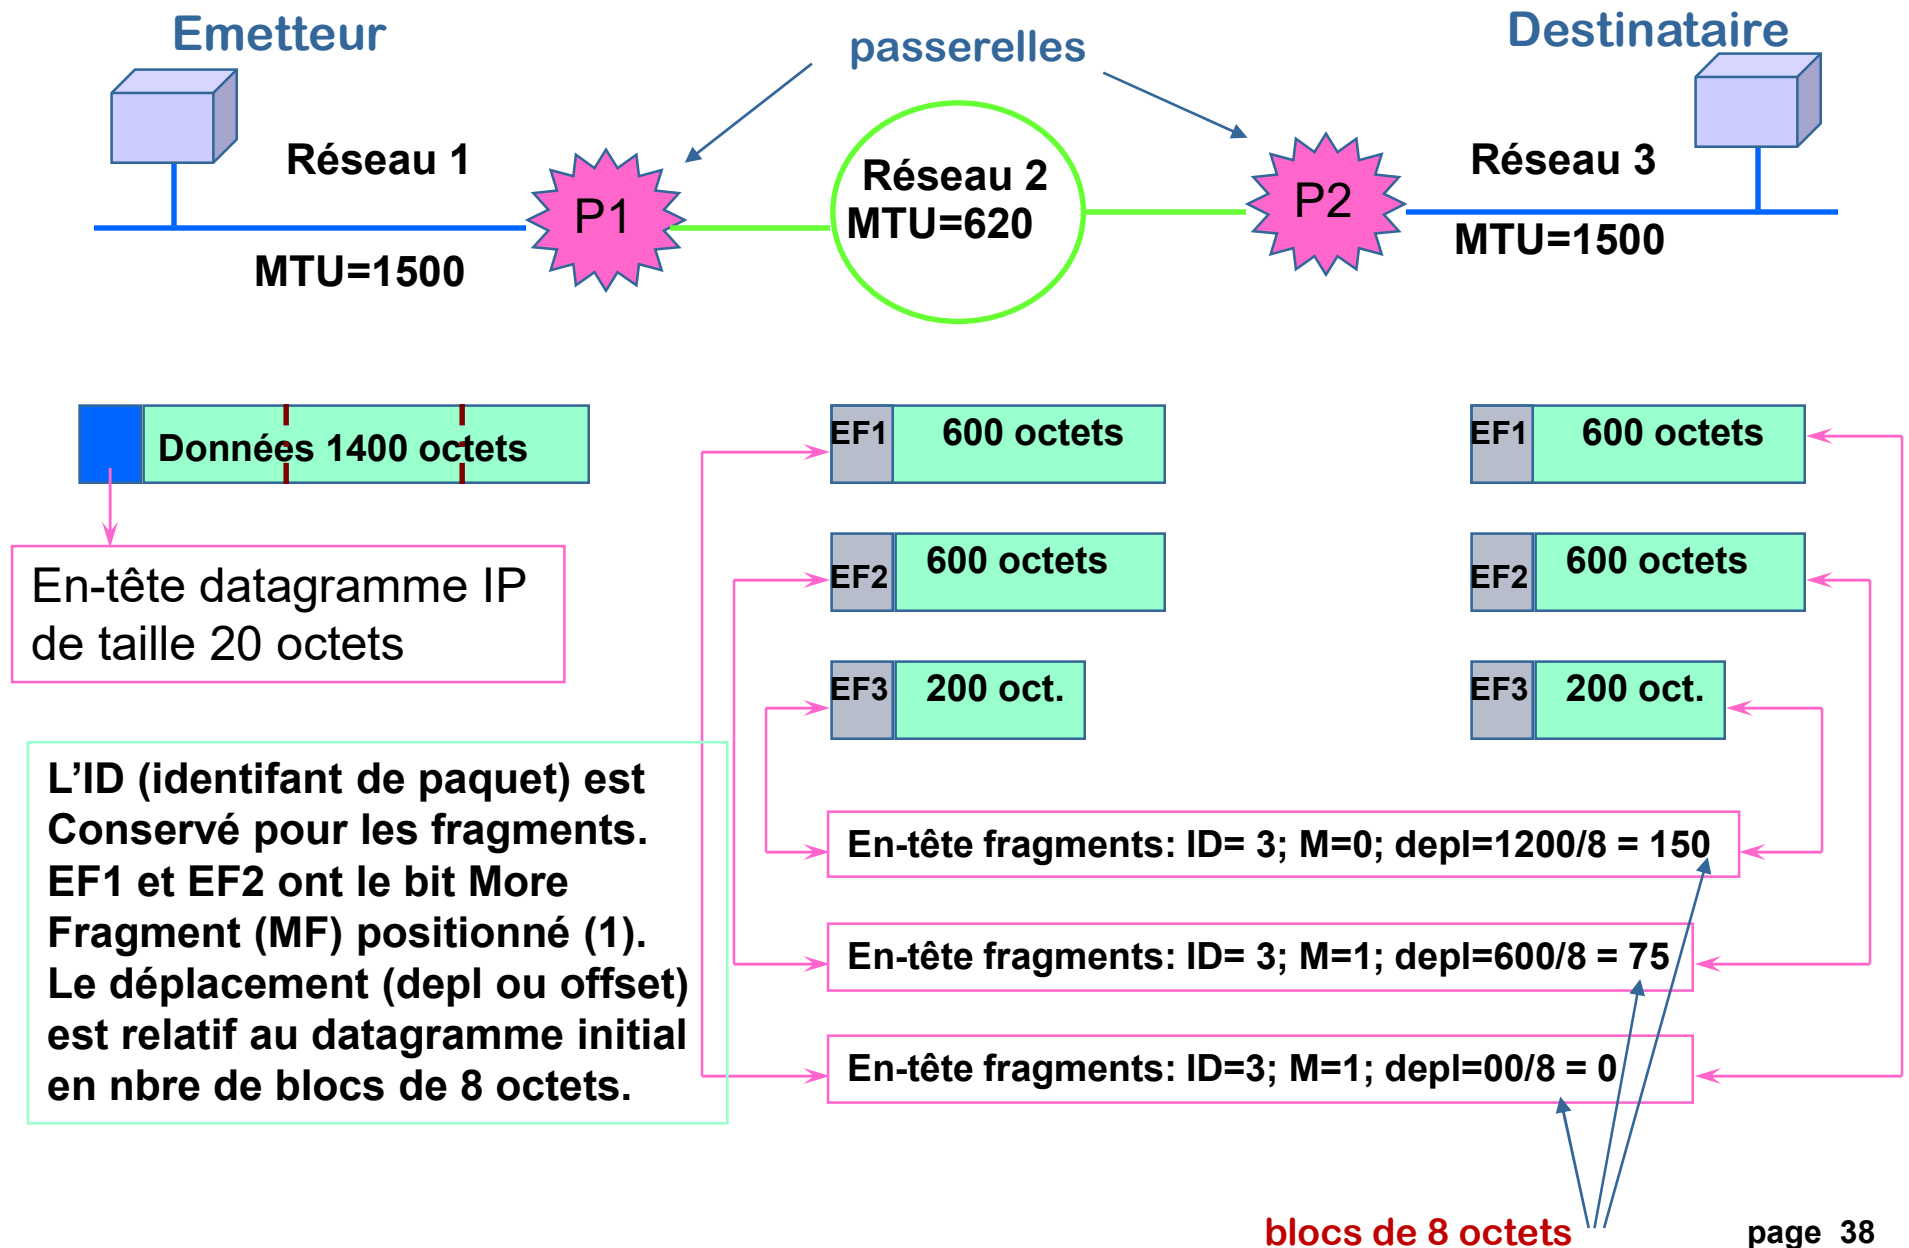 Emetteur
passerelles
Destinataire
Réseau 1
P1
Réseau 2
MTU=620
P2
Réseau 3
MTU=1500
MTU=1500
Données 1400 octets
EF1 600 octets
EF1 600 octets
En-tête datagramme IP
de taille 20 octets
EF2 600 octets
EF2 600 octets
EF3 200 oct.
EF3 200 oct.
L’ID (identifant de paquet) est
Conservé pour les fragments.
EF1 et EF2 ont le bit More
Fragment (MF) positionné (1).
Le déplacement (depl ou offset)
est relatif au datagramme initial
en nbre de blocs de 8 octets.
En-tête fragments: ID= 3; M=0; depl=1200/8 = 150
En-tête fragments: ID= 3; M=1; depl=600/8 = 75
En-tête fragments: ID=3; M=1; depl=00/8 = 0
blocs de 8 octets
page 38